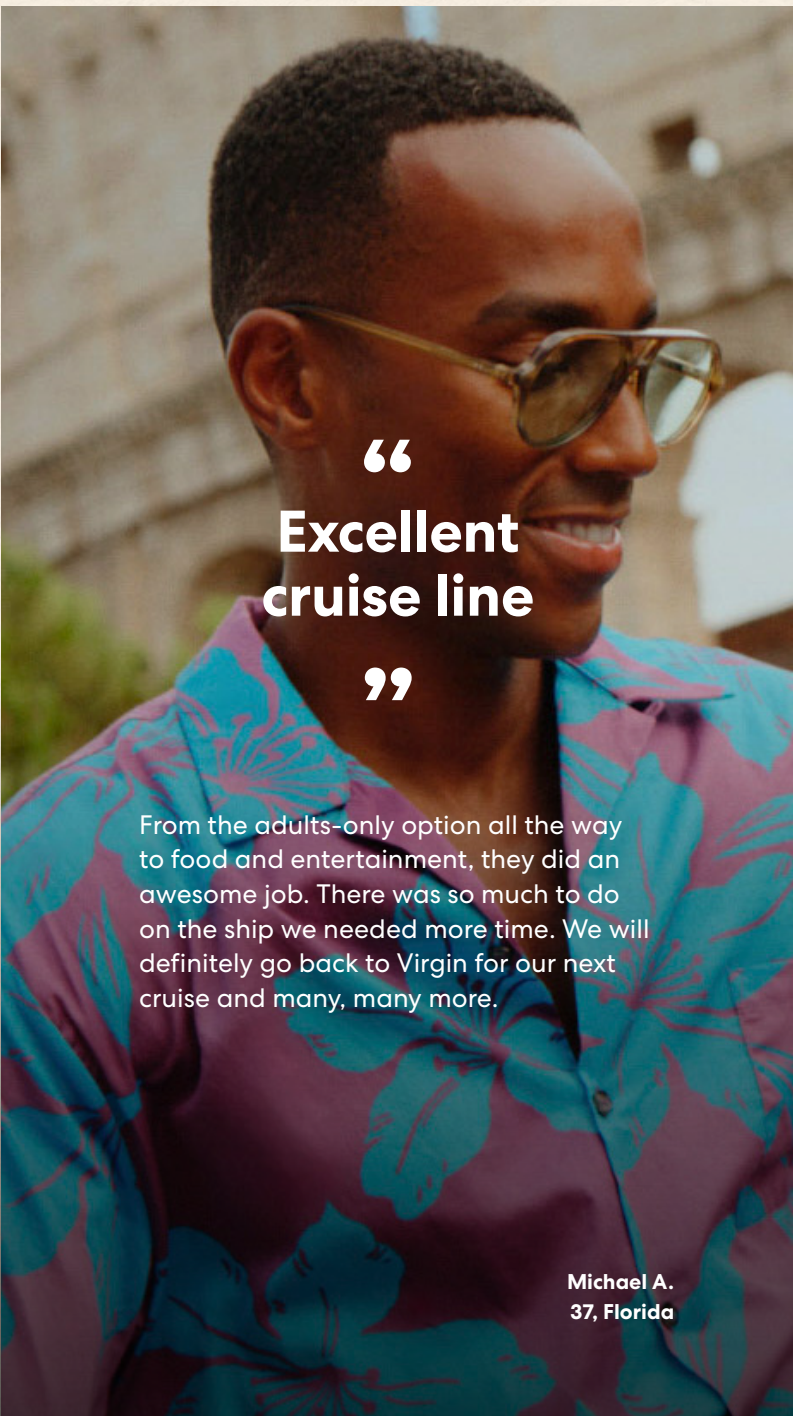 “
Excellent
cruise line
”
From the adults-only option all the way
to food and entertainment, they did an
awesome job. There was so much to do
on the ship we needed more time. We will
definitely go back to Virgin for our next
cruise and many, many more.
Michael A.
37, Florida